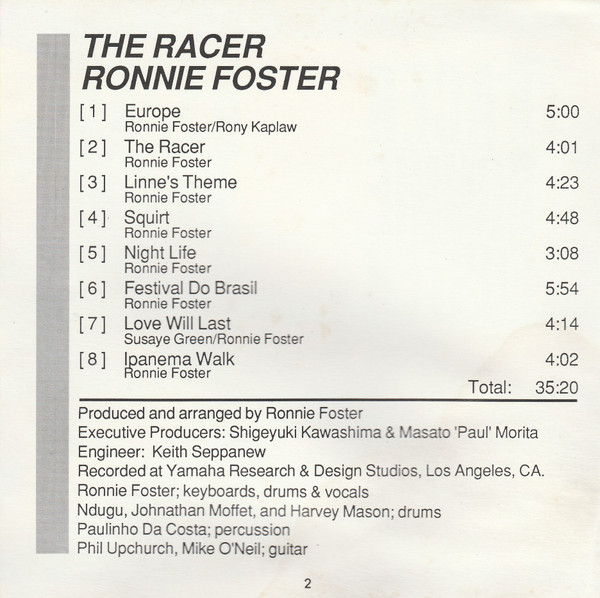 THE RACER
RONNIE FOSTER
[1] Europe 5:00
Ronnie Foster/Rony Kaplaw
[2] The Racer 4:01
Ronnie Foster
[3] Linne's Theme 4:23
Ronnie Foster
[4] Squirt 4:48
Ronnie Foster
[5] Night Life 3:08
Ronnie Foster
[6] Festival Do Brasil 5:54
Ronnie Foster
[7] Love Will Last 4:14
Susaye Green/Ronnie Foster
[8] Ipanema Walk 4:02
Ronnie Foster
Total: 35:20
Produced and arranged by Ronnie Foster
Executive Producers: Shigeyuki Kawashima & Masato 'Paul' Morita
Engineer: Keith Seppanew
Recorded at Yamaha Research & Design Studios, Los Angeles, CA.
Ronnie Foster; keyboards, drums & vocals
Ndugu, Johnathan Moffet, and Harvey Mason; drums
Paulinho Da Costa; percussion
Phil Upchurch, Mike O'Neil; guitar
2